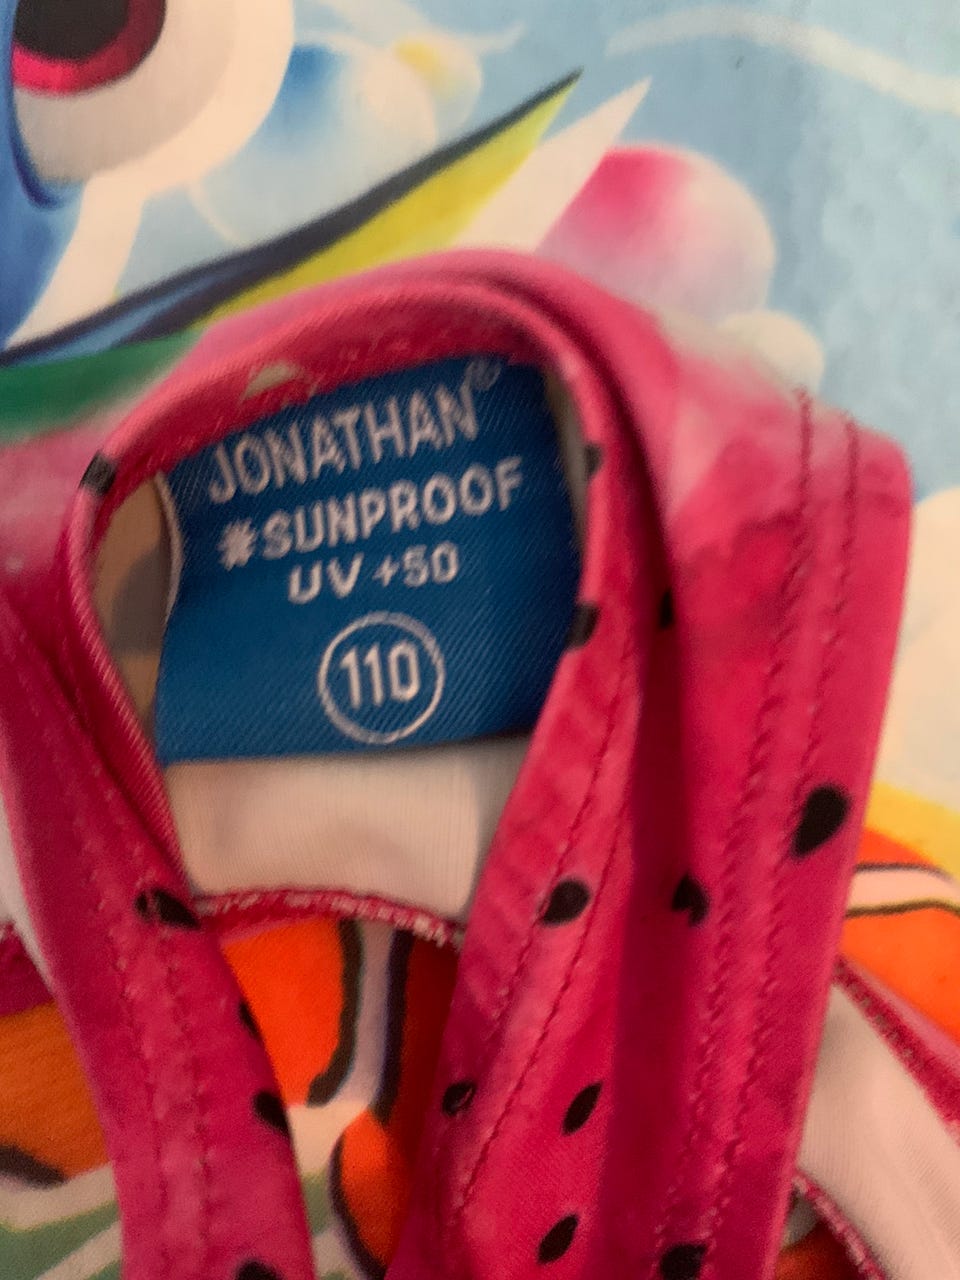 JONATHAN®
#SUNPROOF
UV +50
110